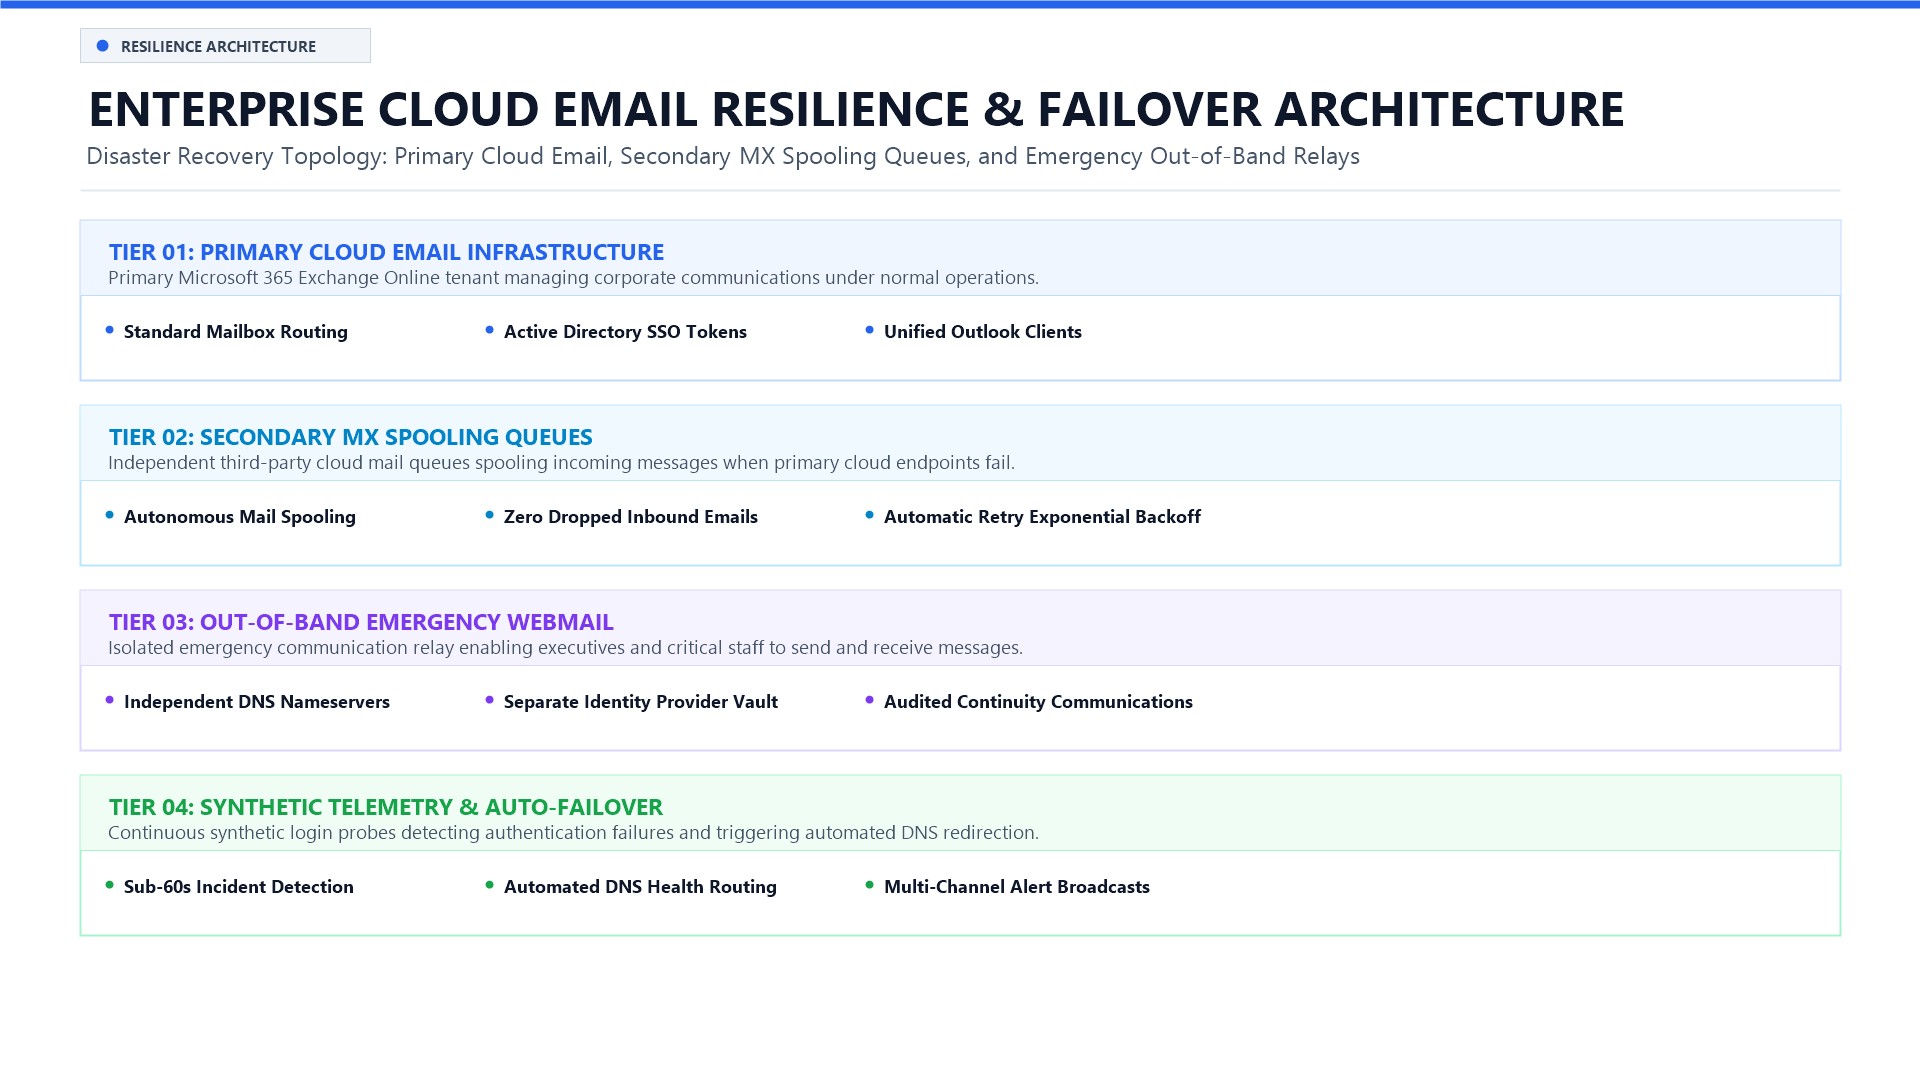 RESILIENCE ARCHITECTURE
ENTERPRISE CLOUD EMAIL RESILIENCE & FAILOVER ARCHITECTURE
Disaster Recovery Topology: Primary Cloud Email, Secondary MX Spooling Queues, and Emergency Out-of-Band Relays
TIER 01: PRIMARY CLOUD EMAIL INFRASTRUCTURE
Primary Microsoft 365 Exchange Online tenant managing corporate communications under normal operations.
Standard Mailbox Routing
Active Directory SSO Tokens
Unified Outlook Clients
TIER 02: SECONDARY MX SPOOLING QUEUES
Independent third-party cloud mail queues spooling incoming messages when primary cloud endpoints fail.
Autonomous Mail Spooling
Zero Dropped Inbound Emails
Automatic Retry Exponential Backoff
TIER 03: OUT-OF-BAND EMERGENCY WEBMAIL
Isolated emergency communication relay enabling executives and critical staff to send and receive messages.
Independent DNS Nameservers
Separate Identity Provider Vault
Audited Continuity Communications
TIER 04: SYNTHETIC TELEMETRY & AUTO-FAILOVER
Continuous synthetic login probes detecting authentication failures and triggering automated DNS redirection.
Sub-60s Incident Detection
Automated DNS Health Routing
Multi-Channel Alert Broadcasts